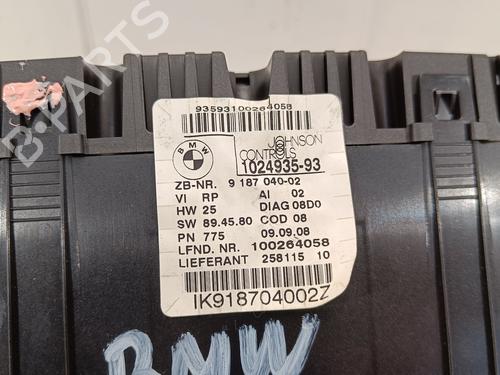 93593100264058
BMW
JOHNSON
CONTROLS
1024935-93
ZB-NR. 9 187 040-02
VI RP AI 02
HW 25 DIAG 08D0
SW 89.45.80 COD 08
PN 775 09.09.08
LFND. NR. 100264058
LIEFERANT 258115 10
IK918704002Z
BMW
B-PARTS